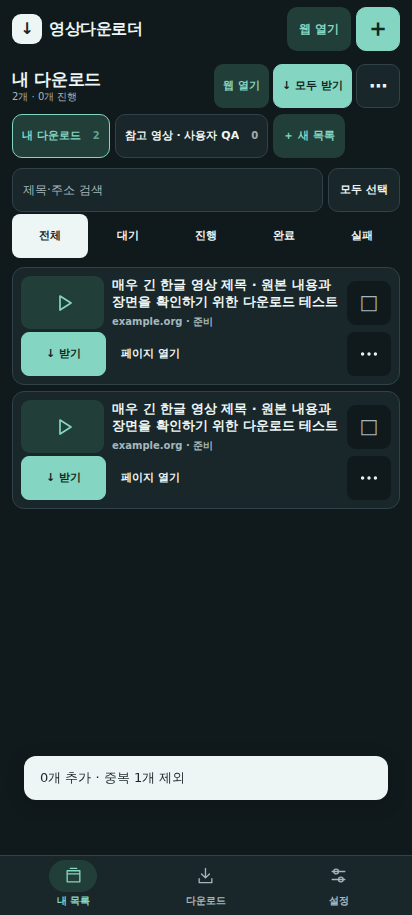 ↓ 영상다운로더 웹 열기 +
내 다운로드
2개 · 0개 진행
웹 열기 ↓ 모두 받기 ⋯
내 다운로드 2 참고 영상 · 사용자 QA 0 + 새 목록
제목·주소 검색 모두 선택
전체 대기 진행 완료 실패
매우 긴 한글 영상 제목 · 원본 내용과
장면을 확인하기 위한 다운로드 테스트
example.org · 준비
↓ 받기 페이지 열기 ⋯
매우 긴 한글 영상 제목 · 원본 내용과
장면을 확인하기 위한 다운로드 테스트
example.org · 준비
↓ 받기 페이지 열기 ⋯
0개 추가 · 중복 1개 제외
내 목록 다운로드 설정